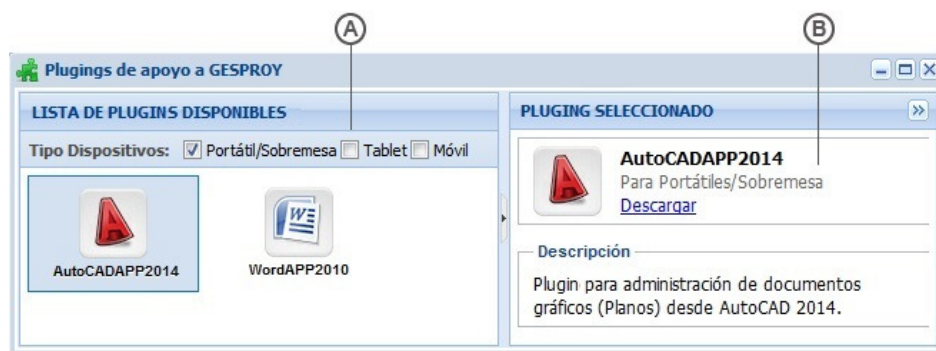 A
B
Plugings de apoyo a GESPROY
LISTA DE PLUGINS DISPONIBLES
PLUGING SELECCIONADO
Tipo Dispositivos: Portátil/Sobremesa Tablet Móvil
AutoCADAPP2014
WordAPP2010
AutoCADAPP2014
Para Portátiles/Sobremesa
Descargar
Descripción
Plugin para administración de documentos
gráficos (Planos) desde AutoCAD 2014.